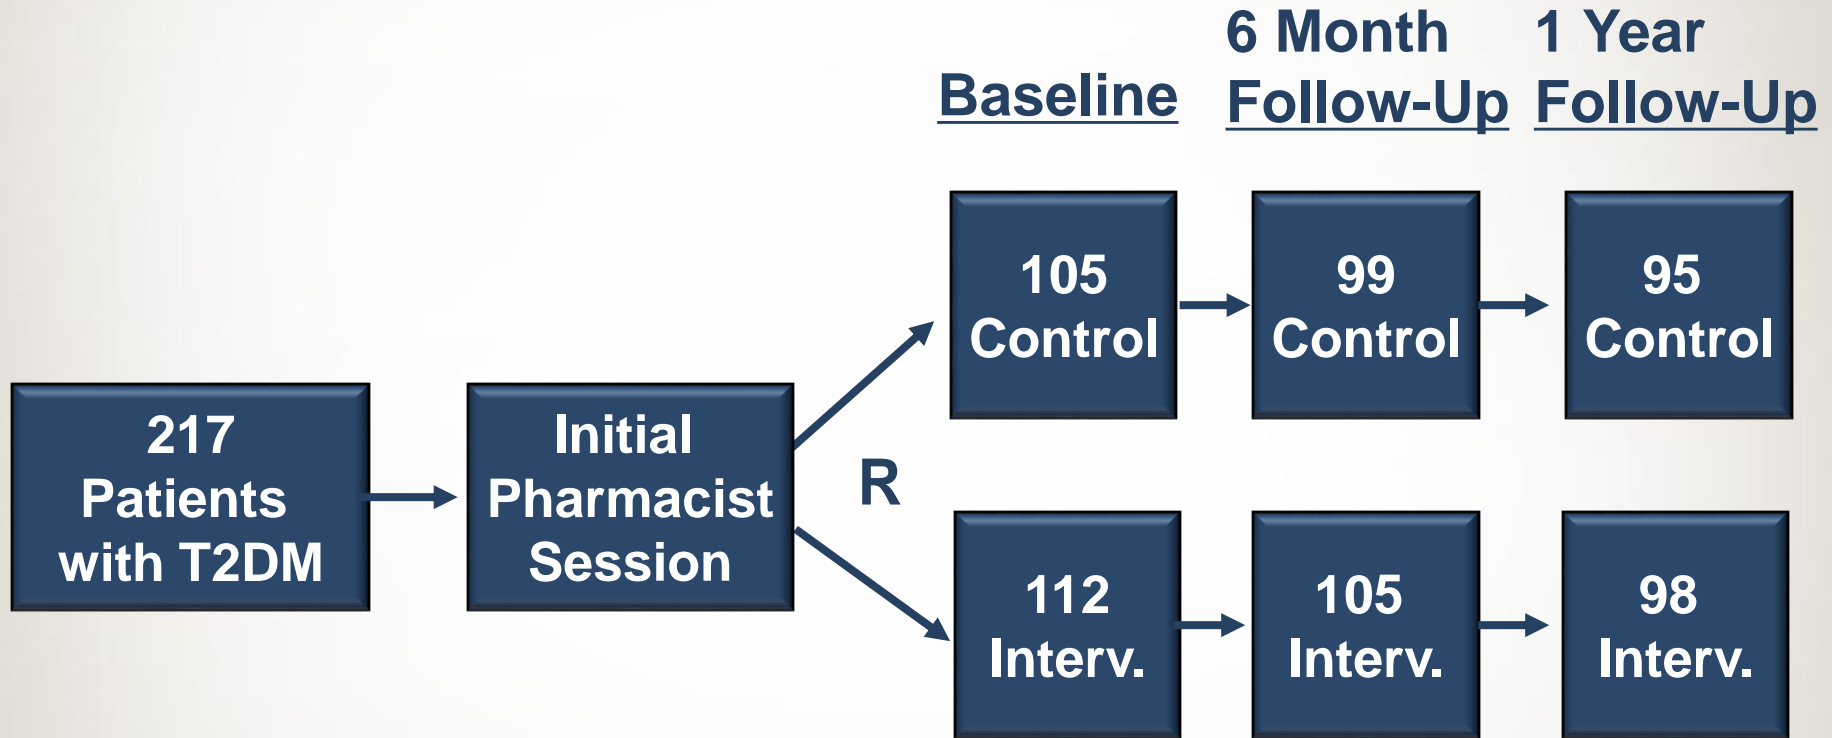 6 Month
Follow-Up
1 Year
Follow-Up
Baseline
105
Control
99
Control
95
Control
217
Patients
with T2DM
Initial
Pharmacist
Session
R
112
Interv.
105
Interv.
98
Interv.